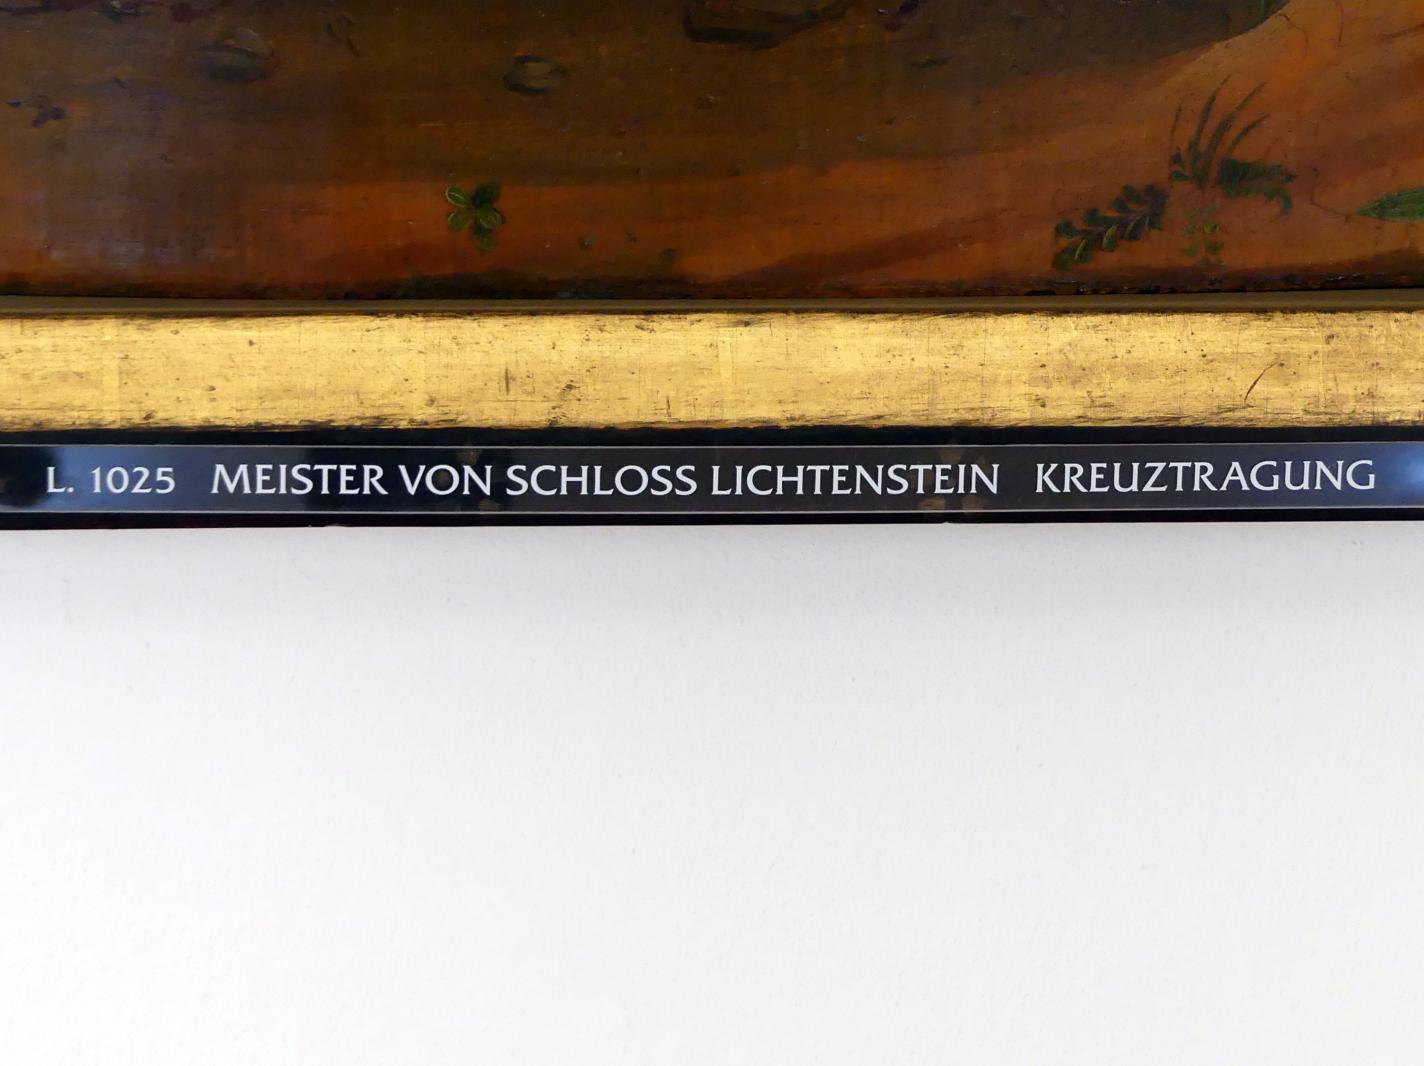 L. 1025 MEISTER VON SCHLOSS LICHTENSTEIN KREUZTRAGUNG